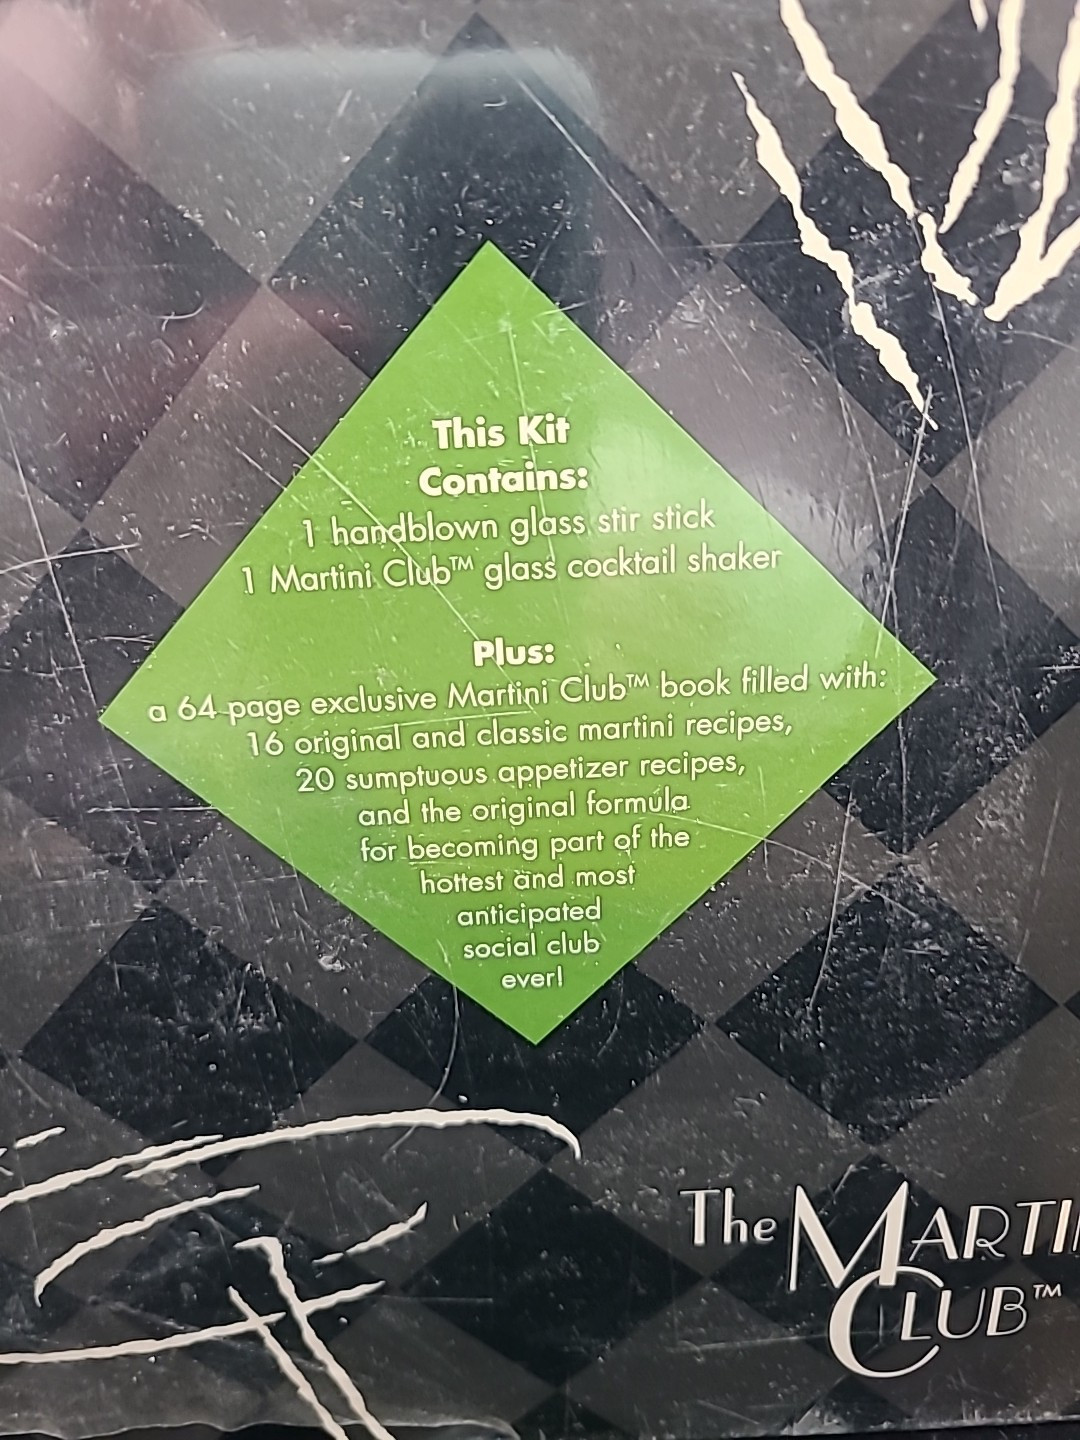 This Kit
Contains:
1 handblown glass stir stick
1 Martini Club™ glass cocktail shaker
Plus:
a 64 page exclusive Martini Club™ book filled with:
16 original and classic martini recipes,
20 sumptuous appetizer recipes,
and the original formula
for becoming part of the
hottest and most
anticipated
social club
ever!
The MARTI
CLUB™